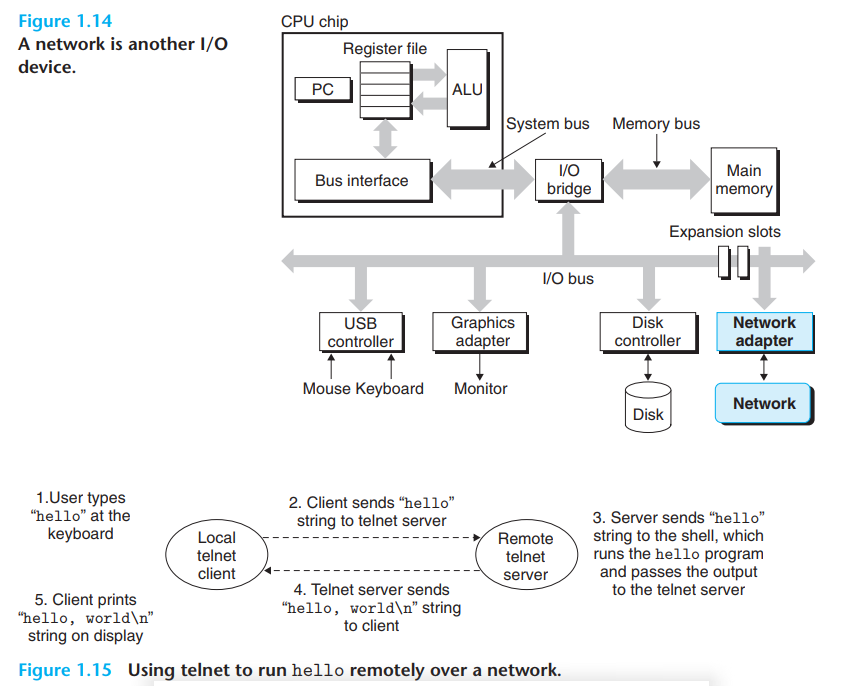 Figure 1.14
A network is another I/O
device.
CPU chip
Register file
PC
ALU
System bus
Memory bus
Bus interface
I/O
bridge
Main
memory
Expansion slots
I/O bus
USB
controller
Graphics
adapter
Disk
controller
Network
adapter
Mouse Keyboard
Monitor
Disk
Network
1.User types
“hello” at the
keyboard
2. Client sends “hello”
string to telnet server
Local
telnet
client
Remote
telnet
server
3. Server sends “hello”
string to the shell, which
runs the hello program
and passes the output
to the telnet server
4. Telnet server sends
“hello, world\n” string
to client
5. Client prints
“hello, world\n”
string on display
Figure 1.15 Using telnet to run hello remotely over a network.